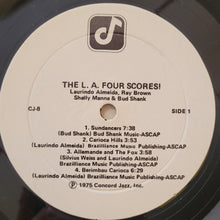 THE L. A. FOUR SCORES!
Laurindo Almeida, Ray Brown
Shelly Manne & Bud Shank
CJ-8
SIDE 1
1. Sundancers 7:38
(Bud Shank) Bud Shank Music-ASCAP
2. Carioca Hills 3:53
(Laurindo Almeida) Brazilliance Music Publishing-ASCAP
3. Allemande and The Fox 3:58
(Silvius Weiss and Laurindo Almeida)
Brazilliance Music Publishing-ASCAP
4. Berimbau Carioca 6:29
(Laurindo Almeida) Brazilliance Music Publishing-ASCAP
℗ 1975 Concord Jazz, Inc.